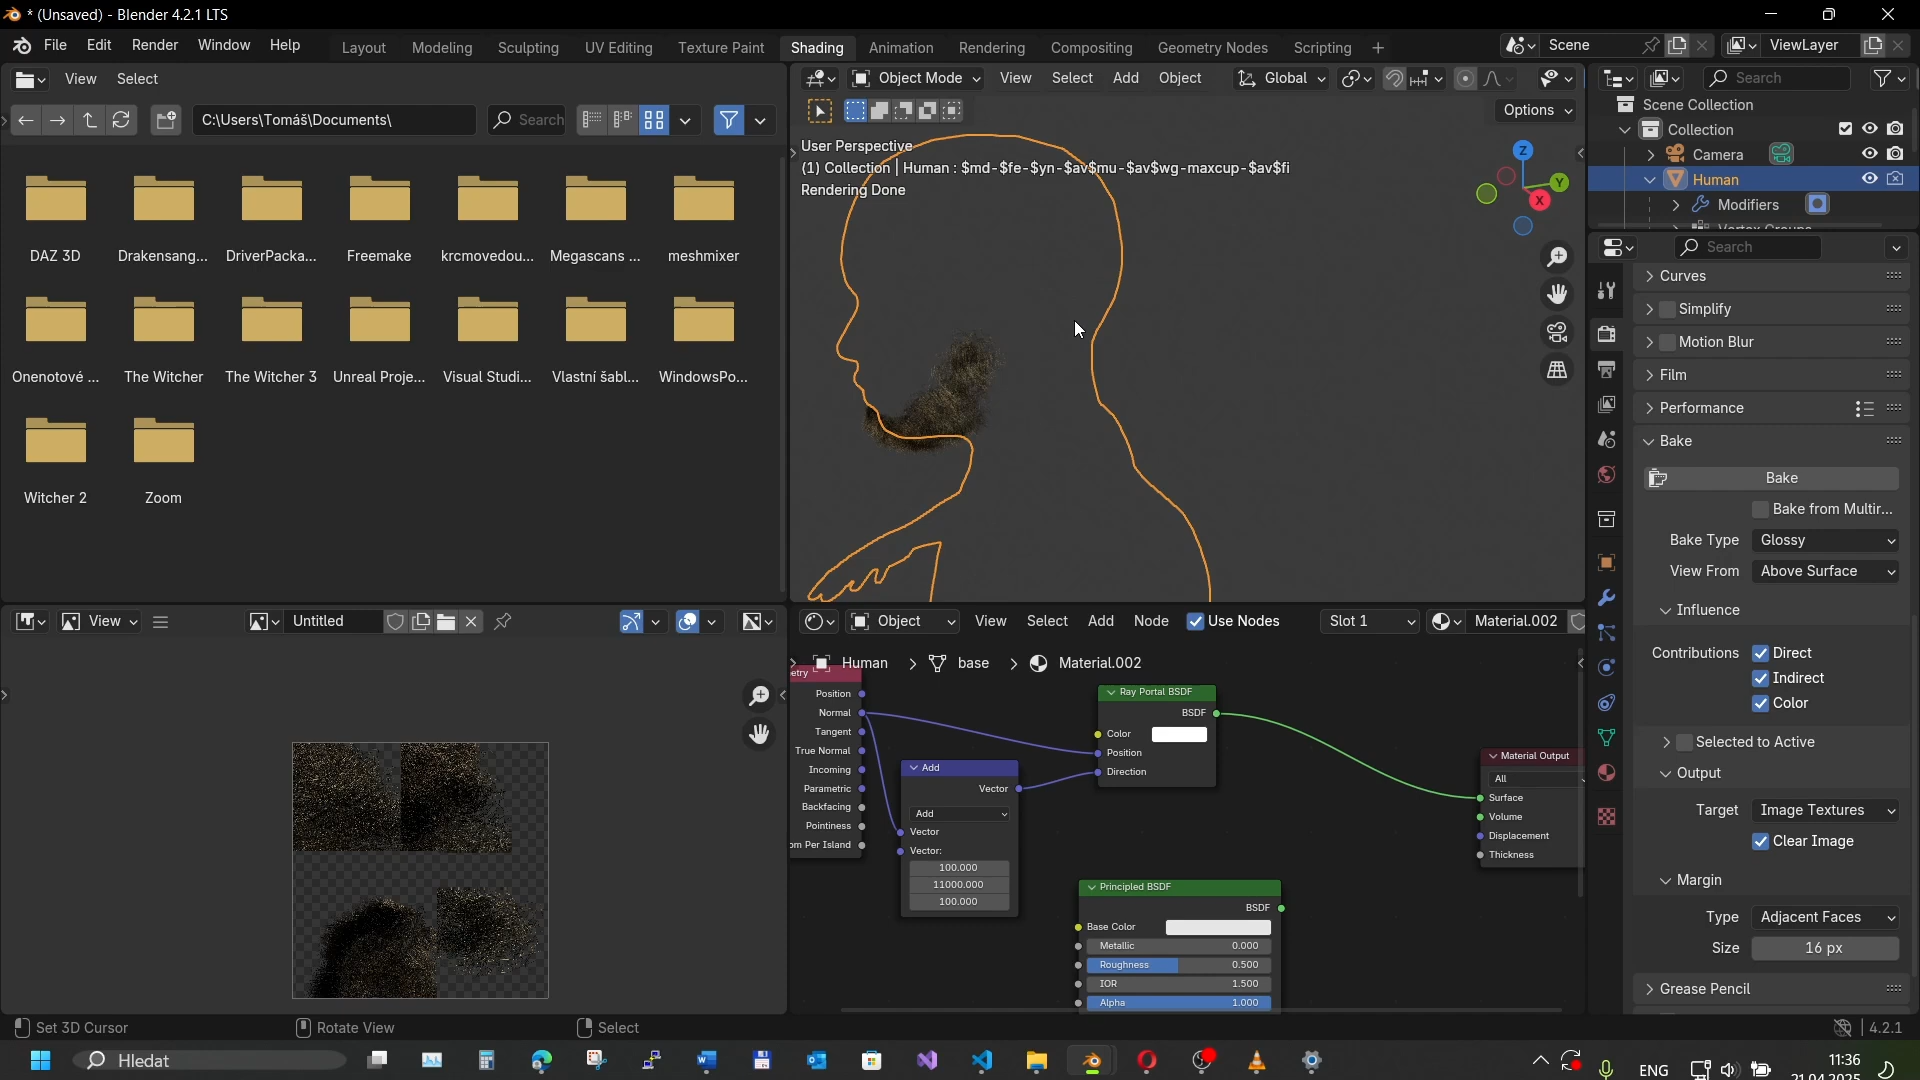 * (Unsaved) - Blender 4.2.1 LTS
File Edit Render Window Help
Layout Modeling Sculpting UV Editing Texture Paint Shading Animation Rendering Compositing Geometry Nodes Scripting +
Scene ViewLayer
View Select
C:\Users\Tomáš\Documents\ Search
DAZ 3D Drakensang... DriverPacka... Freemake krcmovedou... Megascans ... meshmixer
Onenotové ... The Witcher The Witcher 3 Unreal Proje... Visual Studi... Vlastní šabl... WindowsPo...
Witcher 2 Zoom
Object Mode View Select Add Object Global
Options
User Perspective
(1) Collection | Human : $md-$fe-$yn-$av$mu-$av$wg-maxcup-$av$fi
Rendering Done
Z
Y
X
Search
Scene Collection
Collection
Camera
Human
Modifiers
Search
Curves
Simplify
Motion Blur
Film
Performance
Bake
Bake
Bake from Multir...
Bake Type Glossy
View From Above Surface
Influence
Contributions Direct
Indirect
Color
Selected to Active
Output
Target Image Textures
Clear Image
Margin
Type Adjacent Faces
Size 16 px
Grease Pencil
View Untitled
Object View Select Add Node Use Nodes Slot 1 Material.002
Human > base > Material.002
etry
Position
Normal
Tangent
True Normal
Incoming
Parametric
Backfacing
Pointiness
om Per Island
Add
Vector
Add
Vector
Vector:
100.000
11000.000
100.000
Ray Portal BSDF
BSDF
Color
Position
Direction
Material Output
All
Surface
Volume
Displacement
Thickness
Principled BSDF
BSDF
Base Color
Metallic 0.000
Roughness 0.500
IOR 1.500
Alpha 1.000
Set 3D Cursor Rotate View Select 4.2.1
Hledat
ENG
11:36
21.04.2025